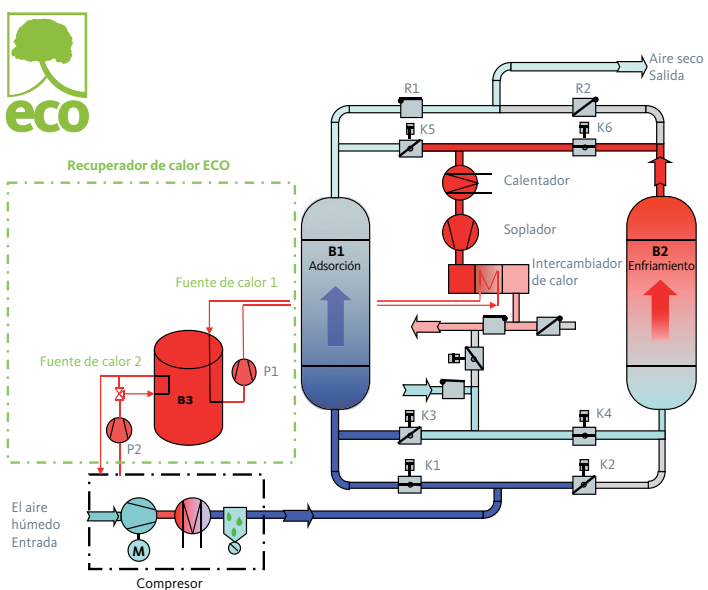 eco
Aire seco
Salida
R1
R2
K5
K6
Recuperador de calor ECO
Calentador
Soplador
B1
Adsorción
B2
Enfriamiento
Intercambiador
de calor
Fuente de calor 1
Fuente de calor 2
P1
B3
P2
K3
K4
K1
K2
El aire
húmedo
Entrada
M
Compresor